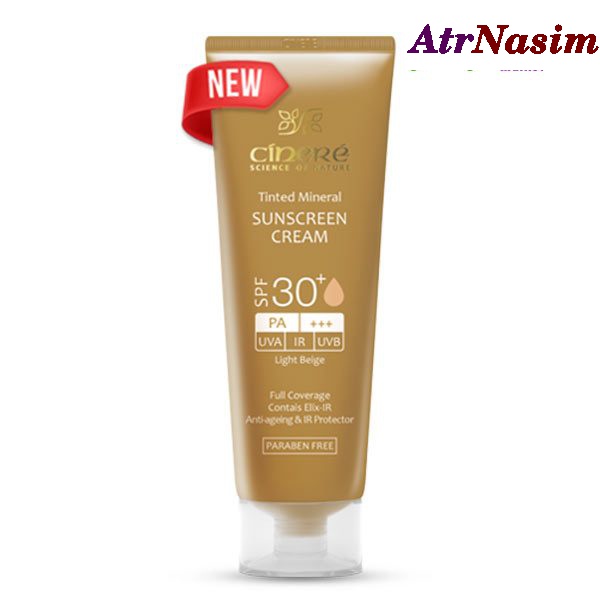 AtrNasim
NEW
cíneré
SCIENCE OF NATURE
Tinted Mineral
SUNSCREEN
CREAM
SPF 30+
PA +++
UVA IR UVB
Light Beige
Full Coverage
Contais Elix-IR
Anti-ageing & IR Protector
PARABEN FREE